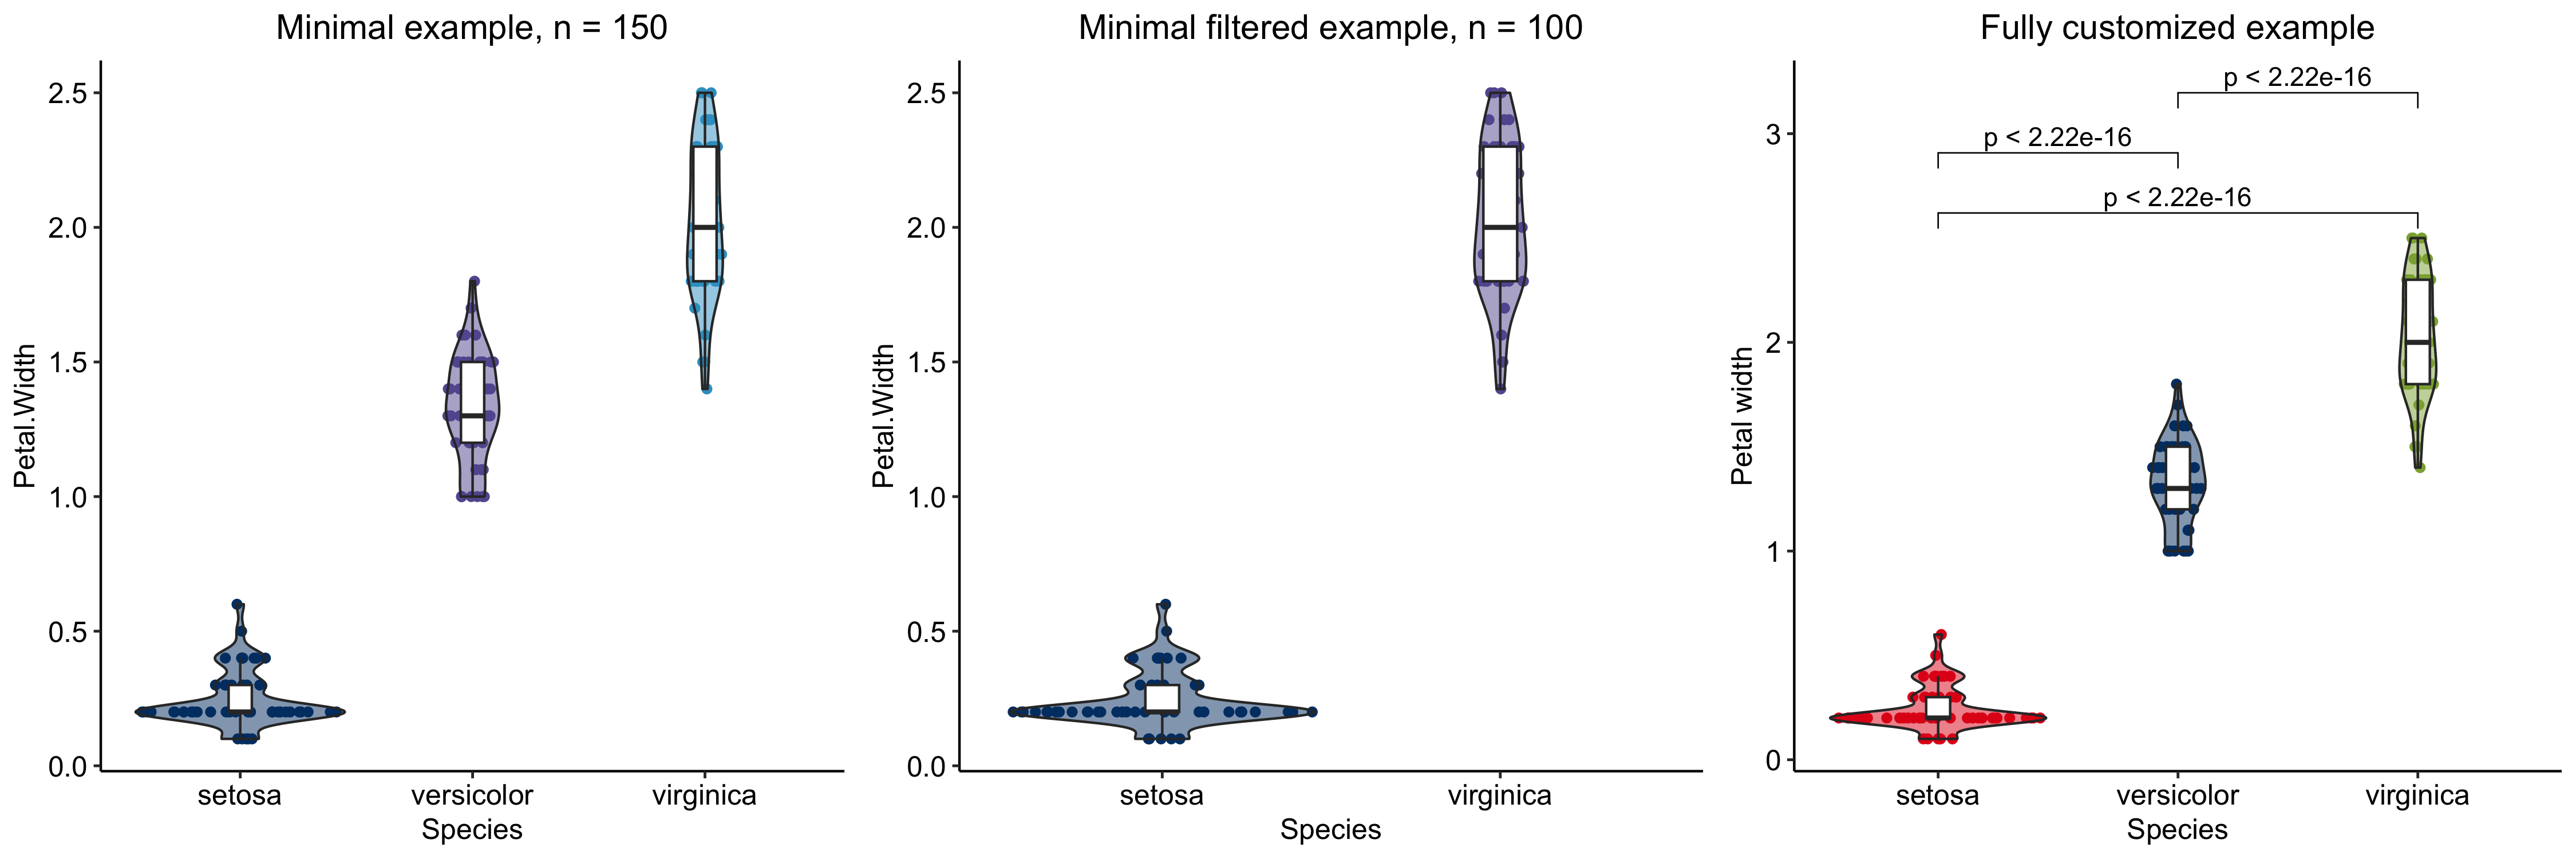 Minimal example, n = 150
2.5
2.0
1.5
1.0
0.5
0.0
Petal.Width
setosa versicolor virginica
Species
Minimal filtered example, n = 100
2.5
2.0
1.5
1.0
0.5
0.0
Petal.Width
setosa virginica
Species
Fully customized example
p < 2.22e-16
p < 2.22e-16
p < 2.22e-16
3
2
1
0
Petal width
setosa versicolor virginica
Species